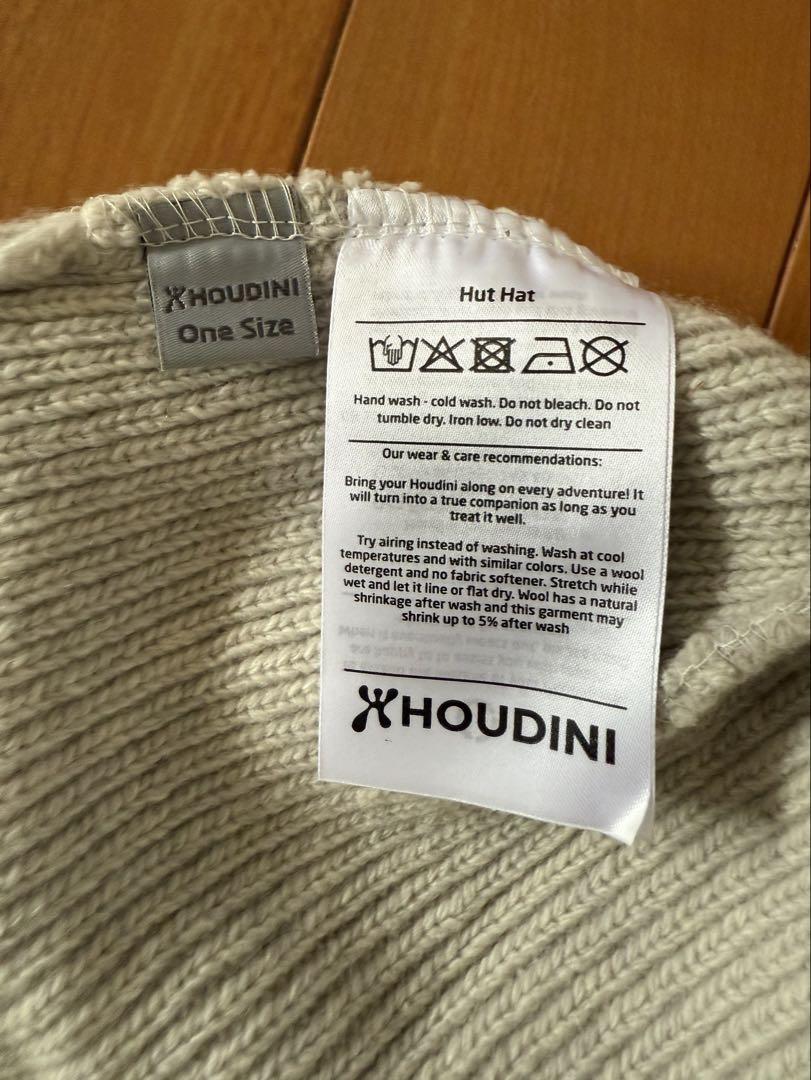 HOUDINI
One Size
Hut Hat
Hand wash - cold wash. Do not bleach. Do not
tumble dry. Iron low. Do not dry clean
Our wear & care recommendations:
Bring your Houdini along on every adventure! It
will turn into a true companion as long as you
treat it well.
Try airing instead of washing. Wash at cool
temperatures and with similar colors. Use a wool
detergent and no fabric softener. Stretch while
wet and let it line or flat dry. Wool has a natural
shrinkage after wash and this garment may
shrink up to 5% after wash
HOUDINI